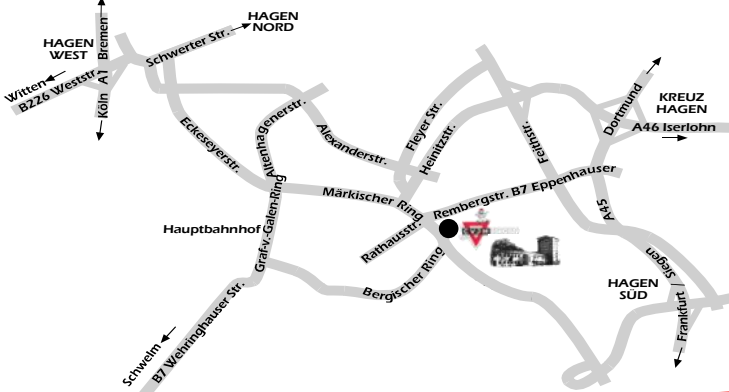 HAGEN
NORD
HAGEN
WEST
Bremen
Köln A1
Schwerter Str.
Witten
B226 Weststr.
Dortmund
KREUZ
HAGEN
A46 Iserlohn
Fleyer Str.
Heinitzstr.
Feithstr.
Altenhagenerstr.
Alexanderstr.
Eckeseyerstr.
Märkischer Ring
Rembergstr. B7 Eppenhauser
A45
Hauptbahnhof
Graf-v.-Galen-Ring
Rathausstr.
Bergischer Ring
Siegen
HAGEN
SÜD
Frankfurt
Schwelm
B7 Wehringhauser Str.